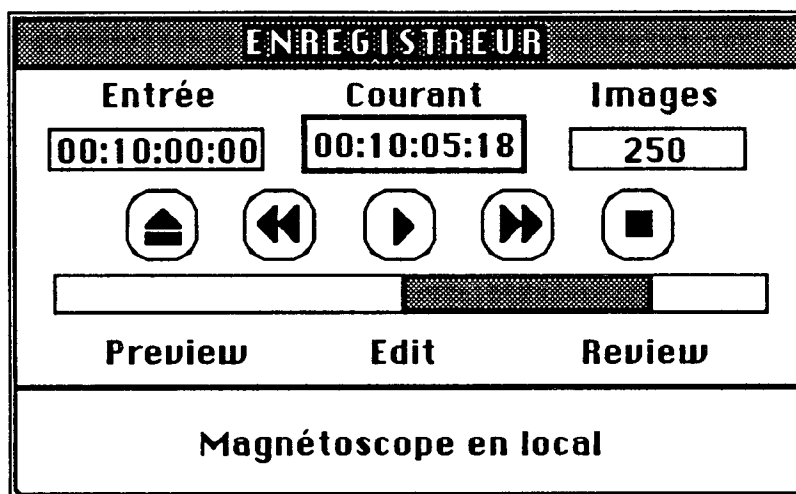 ENREGISTREUR
Entrée Courant Images
00:10:00:00 00:10:05:18 250
Preview Edit Review
Magnétoscope en local